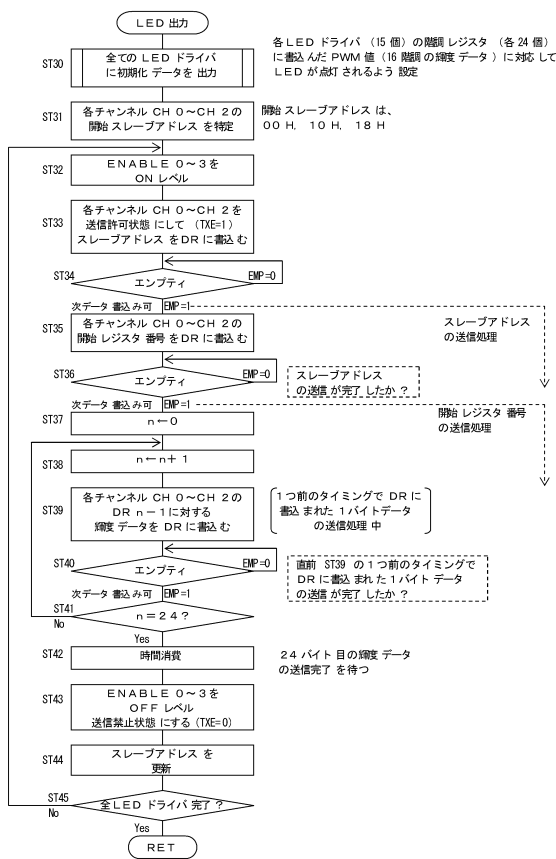 LED 出力
ST30
全ての LED ドライバ
に初期化 データを 出力
各LED ドライバ (15 個) の階調 レジスタ (各 24 個)
に書込 んだ PWM 値 (16 階調 の輝度 データ) に対応 して
LED が点灯 されるよう 設定
ST31
各チャンネル CH 0～CH 2の
開始 スレーブアドレス を特定
開始 スレーブアドレス は、
00 H, 10 H, 18 H
ST32
ENABLE 0～3を
ON レベル
ST33
各チャンネル CH 0～CH 2を
送信許可状態 にして (TXE=1)
スレーブアドレス をDR に書込 む
ST34
エンプティ
EMP=0
次データ 書込 み可
EMP=1
スレーブアドレス
の送信処理
ST35
各チャンネル CH 0～CH 2の
開始 レジスタ 番号 をDR に書込 む
ST36
エンプティ
EMP=0
スレーブアドレス
の送信 が完了 したか ?
次データ 書込 み可
EMP=1
開始 レジスタ 番号
の送信処理
ST37
n←0
ST38
n←n+1
ST39
各チャンネル CH 0～CH 2の
DR n－1に対する
輝度 データを DR に書込 む
1つ前のタイミングで DR に
書込 まれた 1バイトデータ
の送信処理 中
ST40
エンプティ
EMP=0
直前 ST39 の1つ前のタイミングで
DR に書込 まれた 1バイト データ
の送信 が完了 したか ?
次データ 書込 み可
EMP=1
ST41
n＝24?
No
Yes
ST42
時間消費
24 バイト 目の輝度 データ
の送信完了 を待つ
ST43
ENABLE 0～3を
OFF レベル
送信禁止状態 にする (TXE=0)
ST44
スレーブアドレス を
更新
ST45
全LED ドライバ 完了 ?
No
Yes
RET